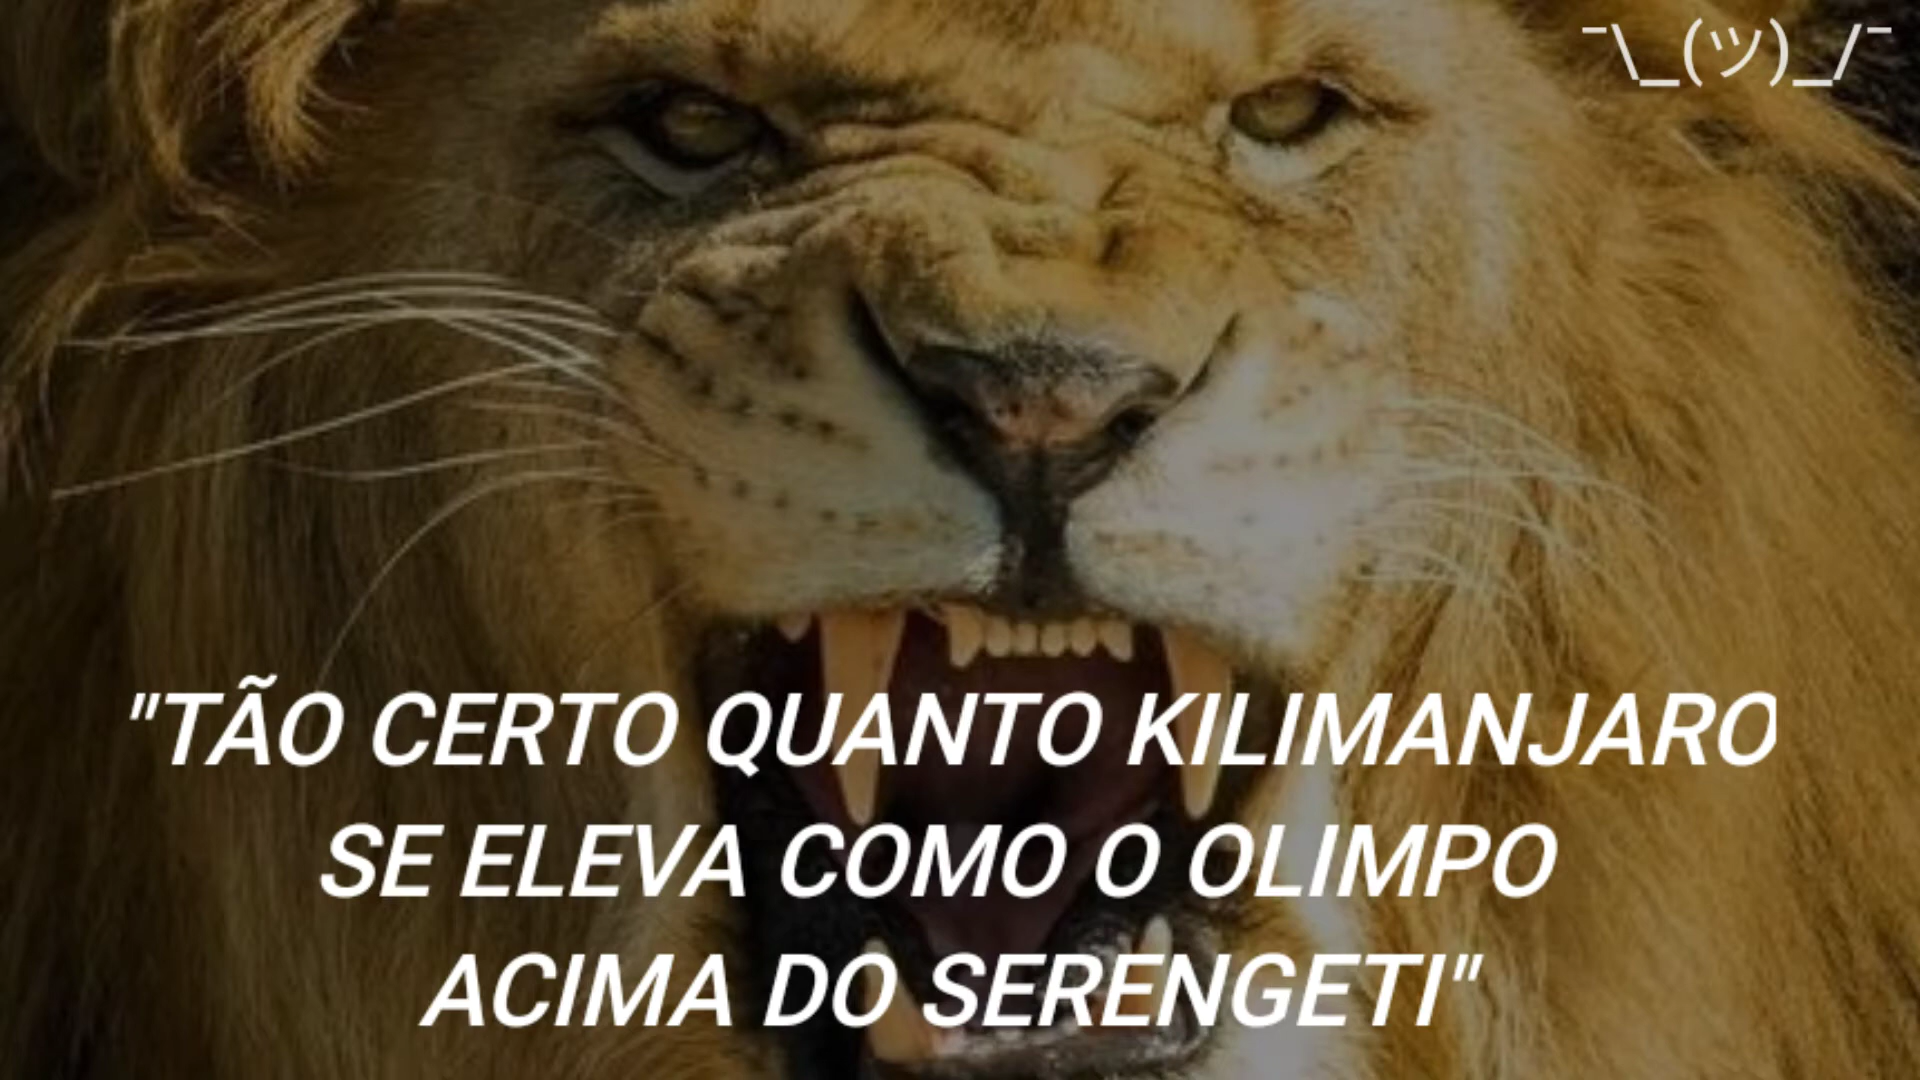 ¯\_(ツ)_/¯
"TÃO CERTO QUANTO KILIMANJARO
SE ELEVA COMO O OLIMPO
ACIMA DO SERENGETI"